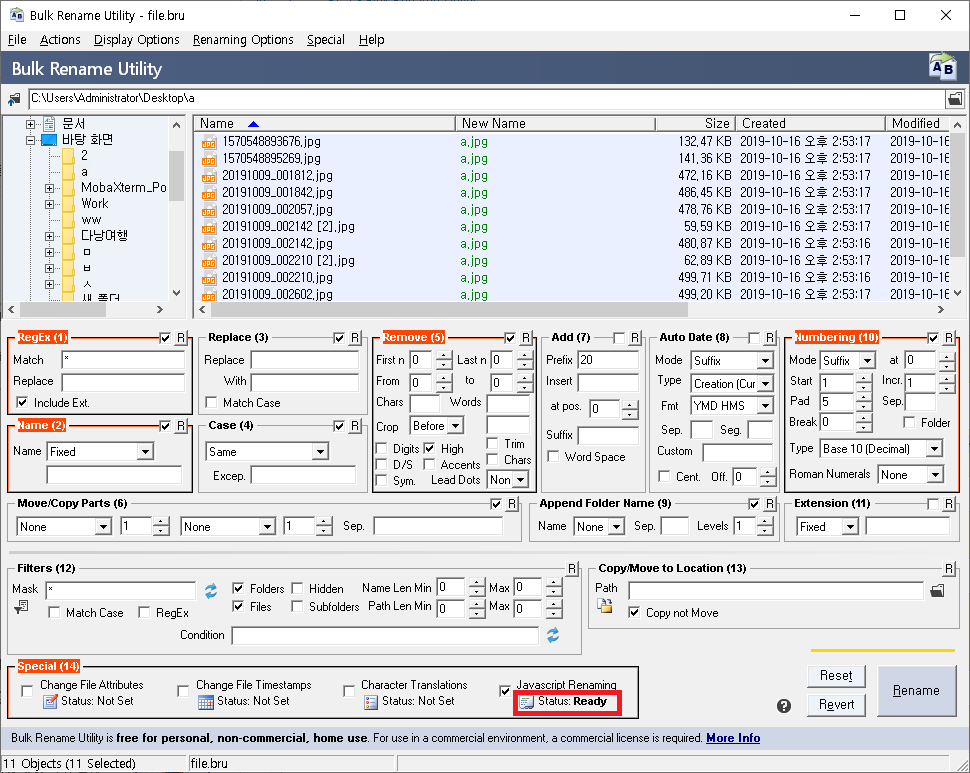 Bulk Rename Utility - file.bru
File Actions Display Options Renaming Options Special Help
Bulk Rename Utility
C:\Users\Administrator\Desktop\a
문서
바탕 화면
2
a
MobaXterm_Po
Work
ww
다낭여행
ㅁ
ㅂ
ㅅ
새 폴더
Name New Name Size Created Modified
1570548893676.jpg a.jpg 132,47 KB 2019-10-16 오후 2:53:17 2019-10-16
1570548895269.jpg a.jpg 141,36 KB 2019-10-16 오후 2:53:17 2019-10-16
20191009_001812.jpg a.jpg 472,16 KB 2019-10-16 오후 2:53:17 2019-10-16
20191009_001842.jpg a.jpg 486,45 KB 2019-10-16 오후 2:53:17 2019-10-16
20191009_002057.jpg a.jpg 478,76 KB 2019-10-16 오후 2:53:17 2019-10-16
20191009_002142 [2].jpg a.jpg 59,59 KB 2019-10-16 오후 2:53:17 2019-10-16
20191009_002142.jpg a.jpg 480,87 KB 2019-10-16 오후 2:53:16 2019-10-16
20191009_002210 [2].jpg a.jpg 62,89 KB 2019-10-16 오후 2:53:16 2019-10-16
20191009_002210.jpg a.jpg 499,71 KB 2019-10-16 오후 2:53:17 2019-10-16
20191009_002602.jpg a.jpg 499,20 KB 2019-10-16 오후 2:53:17 2019-10-16
RegEx (1) R
Match *
Replace
Include Ext.
Name (2) R
Name Fixed
Replace (3) R
Replace
With
Match Case
Case (4) R
Same
Excep.
Remove (5) R
First n 0 Last n 0
From 0 to 0
Chars Words
Crop Before
Digits High Trim
D/S Accents Chars
Sym. Lead Dots Non
Add (7) R
Prefix 20
Insert
at pos. 0
Suffix
Word Space
Auto Date (8) R
Mode Suffix
Type Creation (Cur
Fmt YMD HMS
Sep. Seg.
Custom
Cent. Off. 0
Numbering (10) R
Mode Suffix at 0
Start 1 Incr. 1
Pad 5 Sep.
Break 0 Folder
Type Base 10 (Decimal)
Roman Numerals None
Move/Copy Parts (6) R
None 1 None 1 Sep.
Append Folder Name (9) R
Name None Sep. Levels 1
Extension (11) R
Fixed
Filters (12) R
Mask * Folders Hidden Name Len Min 0 Max 0
Match Case RegEx Files Subfolders Path Len Min 0 Max 0
Condition
Copy/Move to Location (13) R
Path
Copy not Move
Special (14)
Change File Attributes Change File Timestamps Character Translations Javascript Renaming
Status: Not Set Status: Not Set Status: Not Set Status: Ready
Reset
Revert
Rename
?
Bulk Rename Utility is free for personal, non-commercial, home use. For use in a commercial environment, a commercial license is required. More Info
11 Objects (11 Selected) file.bru